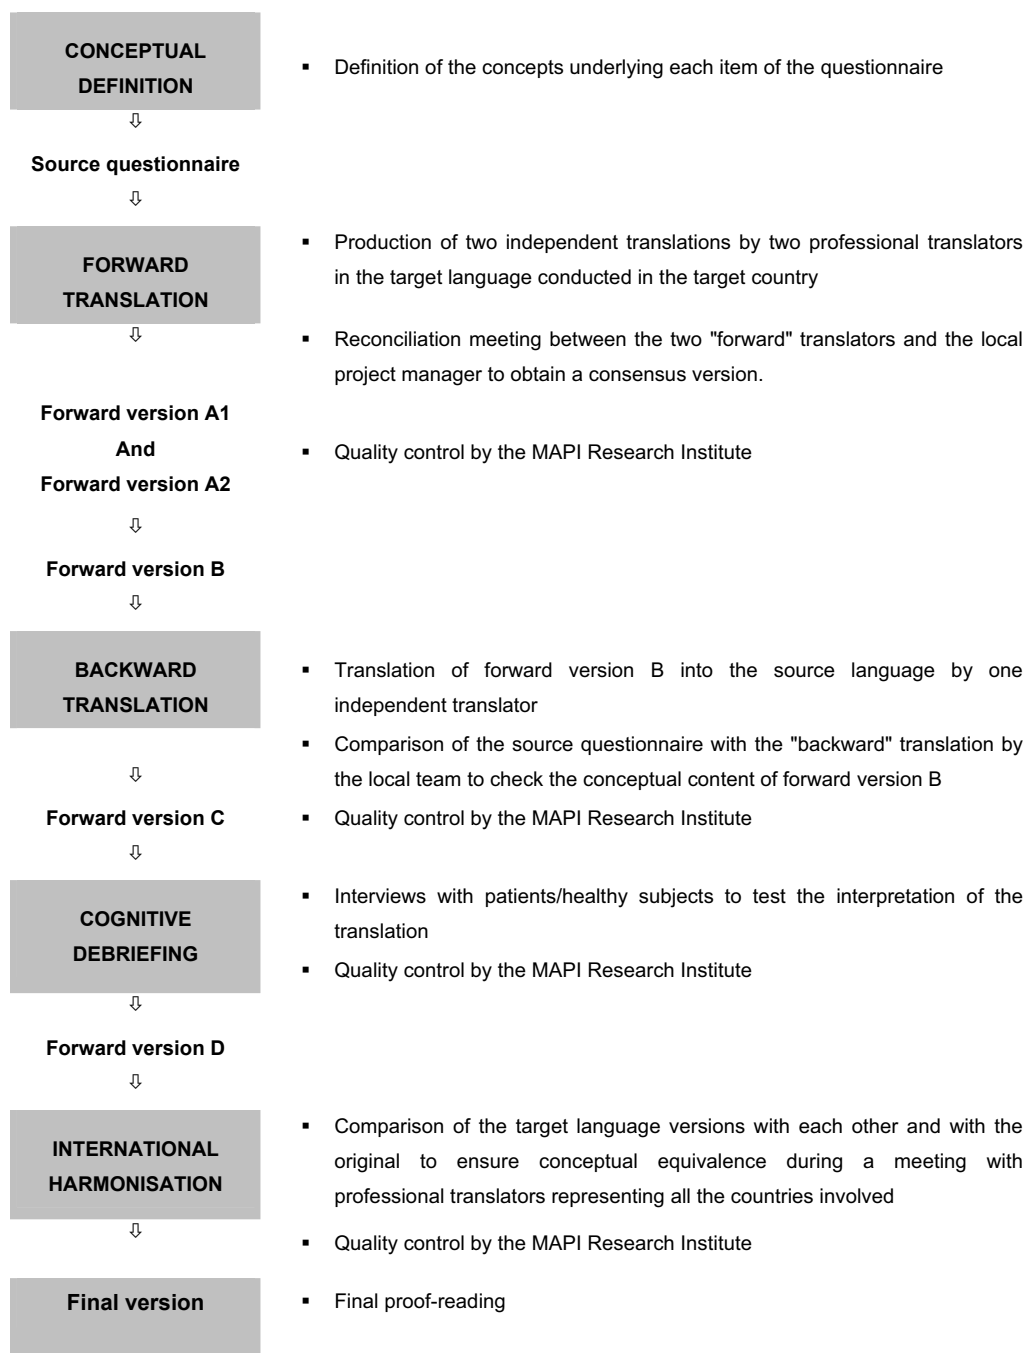 CONCEPTUAL
DEFINITION
▪ Definition of the concepts underlying each item of the questionnaire
⇩
Source questionnaire
⇩
FORWARD
TRANSLATION
▪ Production of two independent translations by two professional translators
in the target language conducted in the target country
⇩
▪ Reconciliation meeting between the two "forward" translators and the local
project manager to obtain a consensus version.
Forward version A1
And
Forward version A2
▪ Quality control by the MAPI Research Institute
⇩
Forward version B
⇩
BACKWARD
TRANSLATION
▪ Translation of forward version B into the source language by one
independent translator
▪ Comparison of the source questionnaire with the "backward" translation by
the local team to check the conceptual content of forward version B
⇩
Forward version C
▪ Quality control by the MAPI Research Institute
⇩
COGNITIVE
DEBRIEFING
▪ Interviews with patients/healthy subjects to test the interpretation of the
translation
▪ Quality control by the MAPI Research Institute
⇩
Forward version D
⇩
INTERNATIONAL
HARMONISATION
▪ Comparison of the target language versions with each other and with the
original to ensure conceptual equivalence during a meeting with
professional translators representing all the countries involved
⇩
▪ Quality control by the MAPI Research Institute
Final version
▪ Final proof-reading